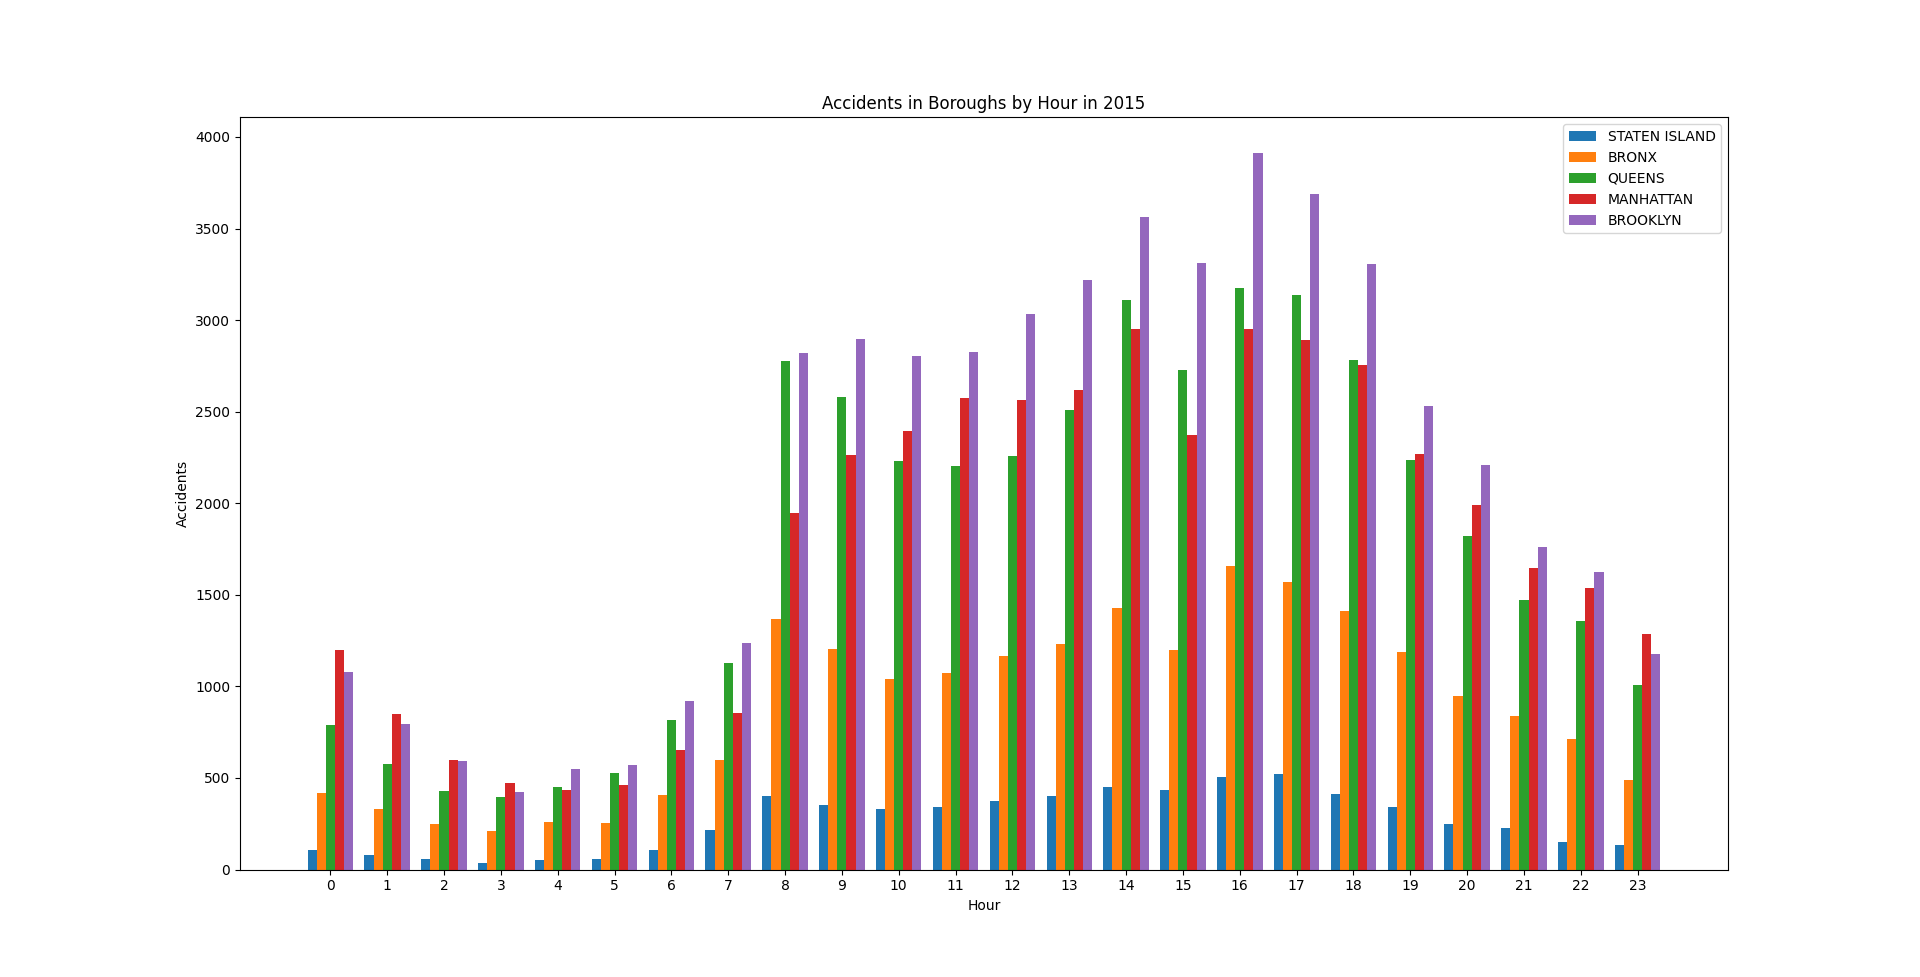 Accidents in Boroughs by Hour in 2015
STATEN ISLAND
BRONX
QUEENS
MANHATTAN
BROOKLYN
4000
3500
3000
2500
2000
1500
1000
500
0
Accidents
0 1 2 3 4 5 6 7 8 9 10 11 12 13 14 15 16 17 18 19 20 21 22 23
Hour